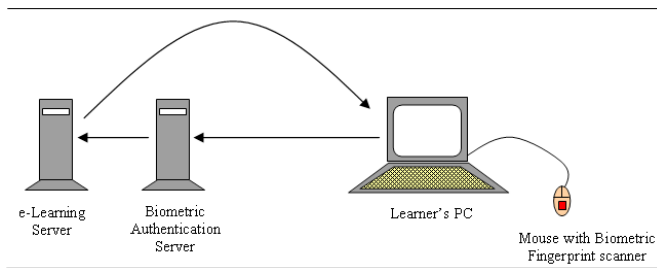 e-Learning
Server
Biometric
Authentication
Server
Learner's PC
Mouse with Biometric
Fingerprint scanner